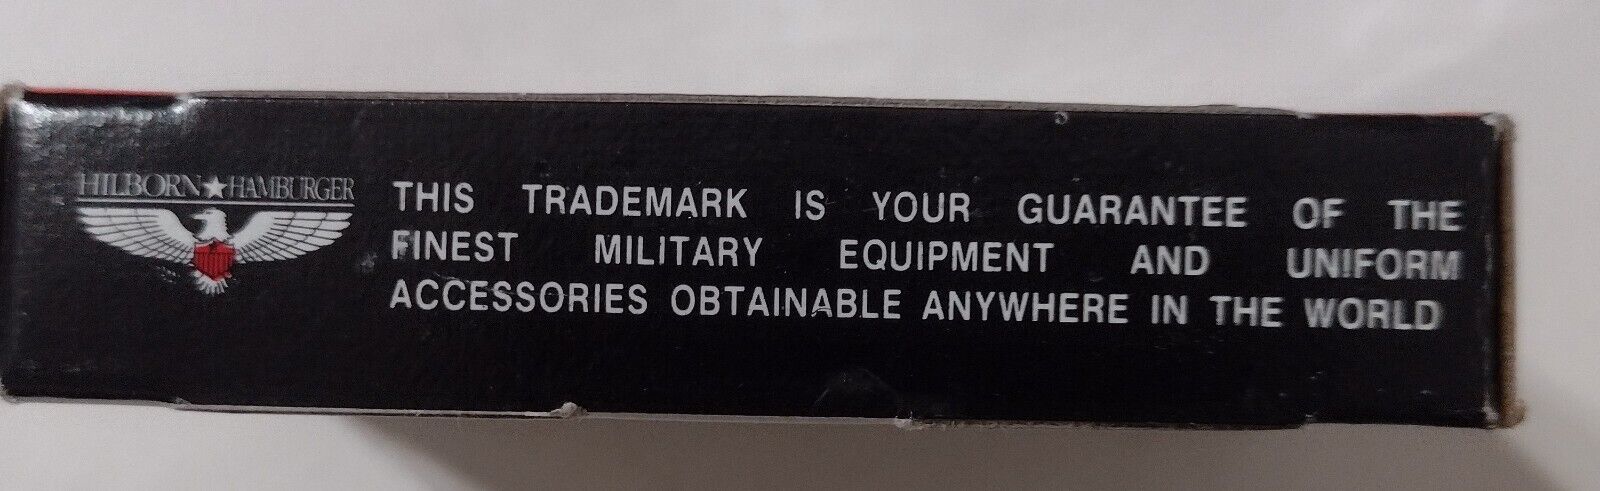 HILBORN★HAMBURGER
THIS TRADEMARK IS YOUR GUARANTEE OF THE
FINEST MILITARY EQUIPMENT AND UNIFORM
ACCESSORIES OBTAINABLE ANYWHERE IN THE WORLD